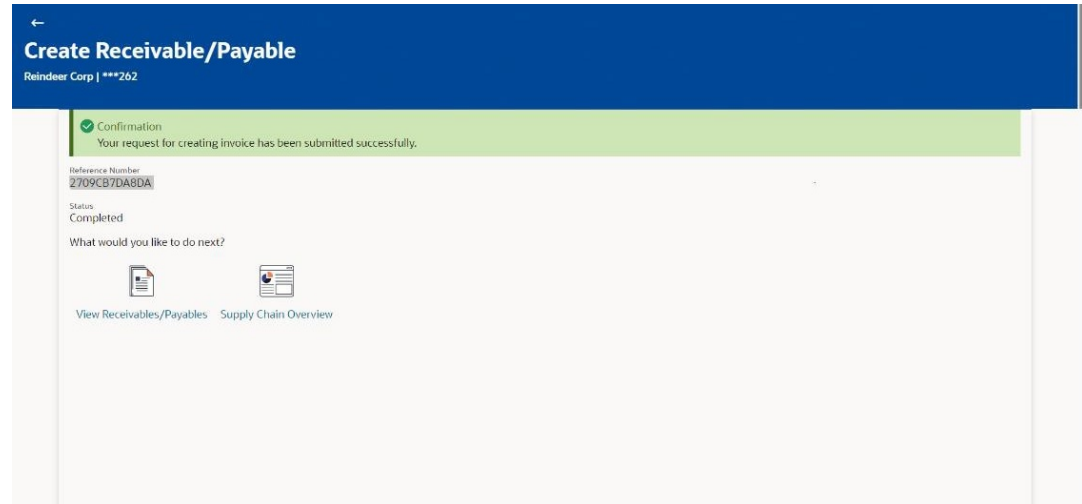 Create Receivable/Payable
Reindeer Corp | ***262
Confirmation
Your request for creating invoice has been submitted successfully.
Reference Number
2709CB7DA8DA
Status
Completed
What would you like to do next?
View Receivables/Payables Supply Chain Overview